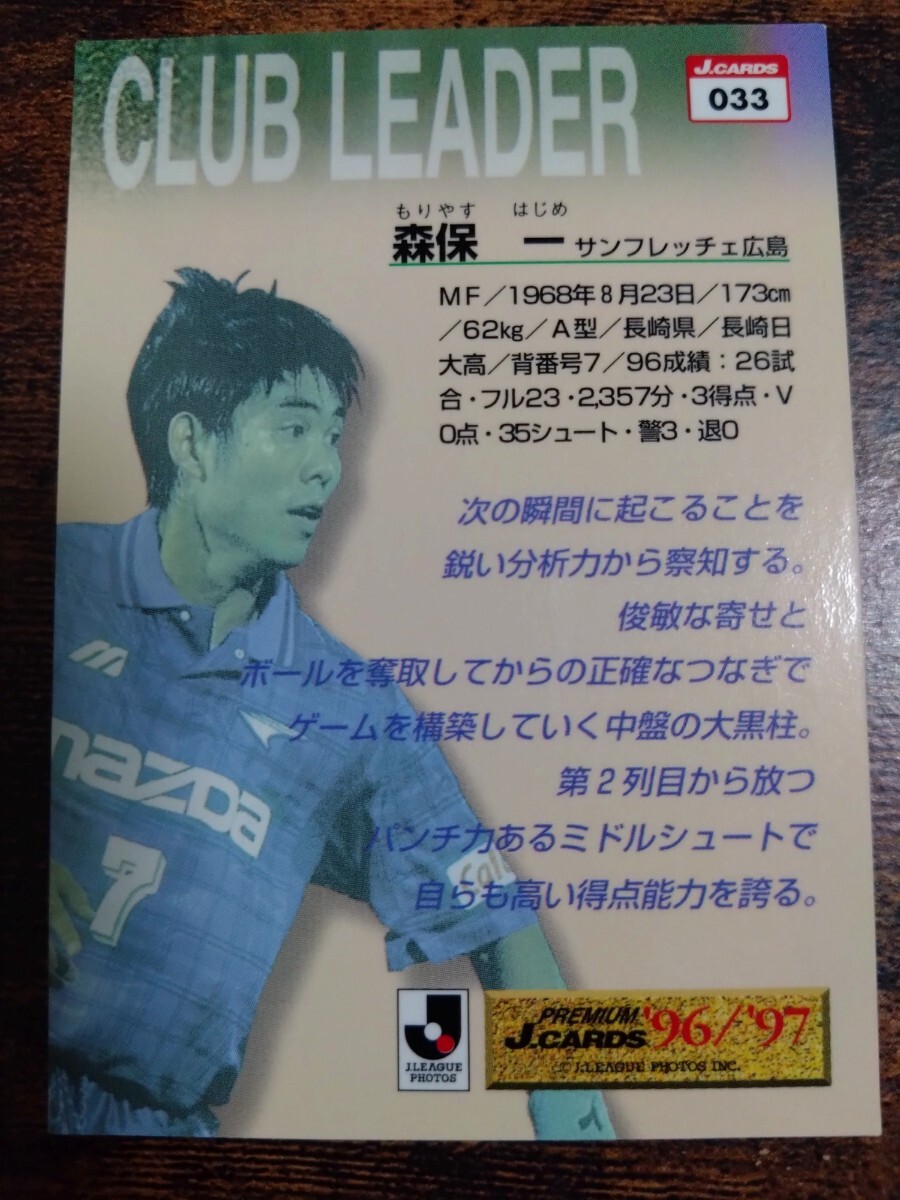 CLUB LEADER
J.CARDS
033
もりやす はじめ
森保 一 サンフレッチェ広島
MF/1968年8月23日/173cm
/62kg/A型/長崎県/長崎日
大高/背番号7/96成績:26試
合・フル23・2,357分・3得点・V
0点・35シュート・警3・退0
次の瞬間に起こることを
鋭い分析力から察知する。
俊敏な寄せと
ボールを奪取してからの正確なつなぎで
ゲームを構築していく中盤の大黒柱。
第2列目から放つ
パンチ力あるミドルシュートで
自らも高い得点能力を誇る。
mazda
7
J.LEAGUE
PHOTOS
PREMIUM
J.CARDS '96/'97
© J.LEAGUE PHOTOS INC.